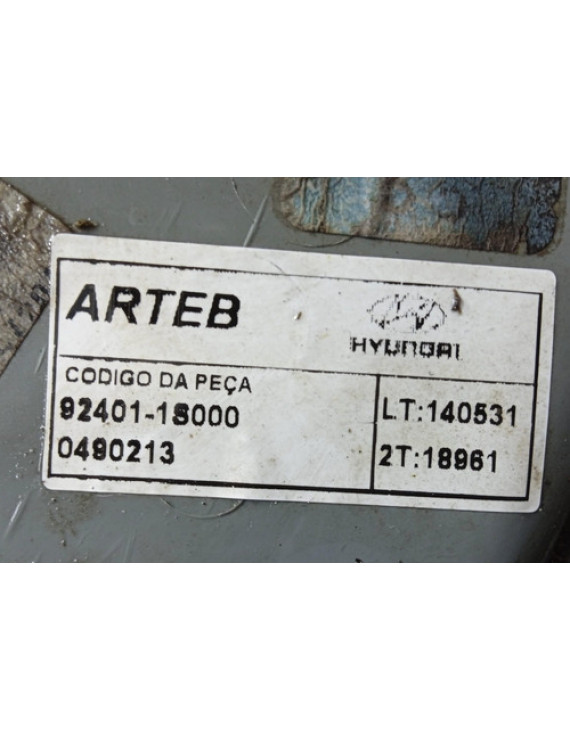 ARTEB
HYUNDAI
CODIGO DA PEÇA
92401-1S000
0490213
LT:140531
2T:18961